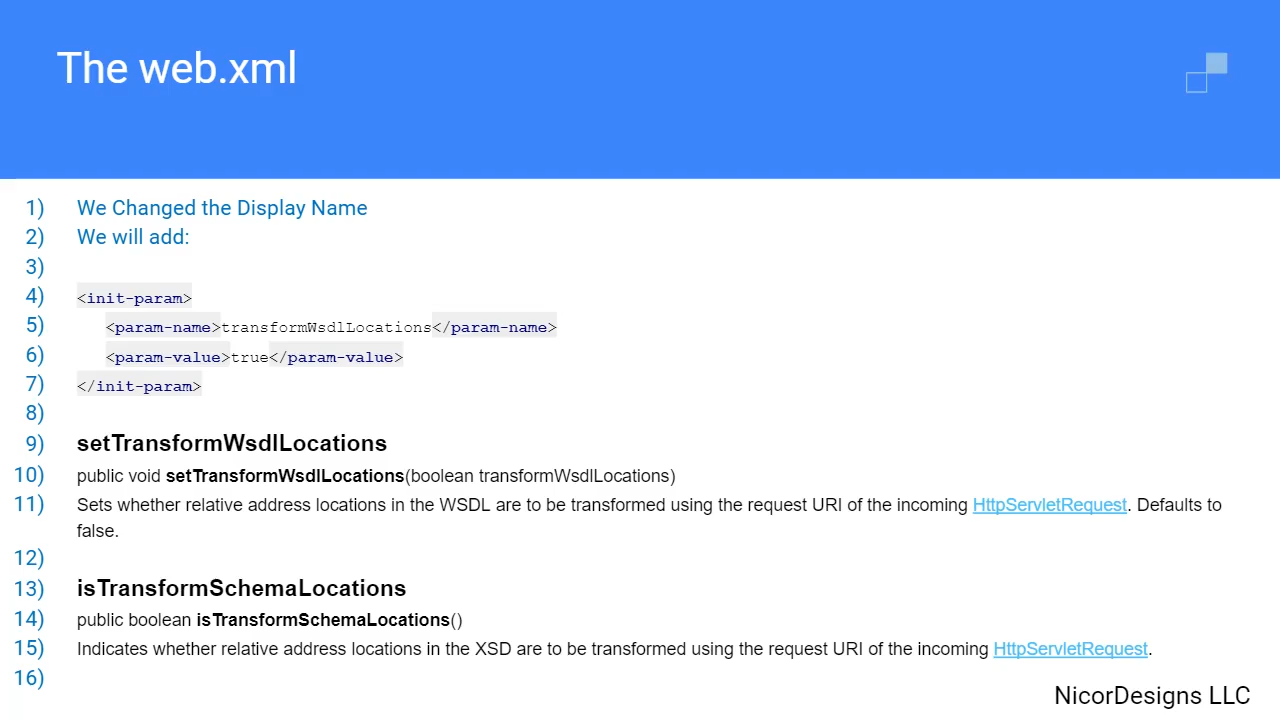 The web.xml
1) We Changed the Display Name
2) We will add:
3)
4) <init-param>
5) <param-name>transformWsdlLocations</param-name>
6) <param-value>true</param-value>
7) </init-param>
8)
9) setTransformWsdlLocations
10) public void setTransformWsdlLocations(boolean transformWsdlLocations)
11) Sets whether relative address locations in the WSDL are to be transformed using the request URI of the incoming HttpServletRequest. Defaults to
false.
12)
13) isTransformSchemaLocations
14) public boolean isTransformSchemaLocations()
15) Indicates whether relative address locations in the XSD are to be transformed using the request URI of the incoming HttpServletRequest.
16)
NicorDesigns LLC